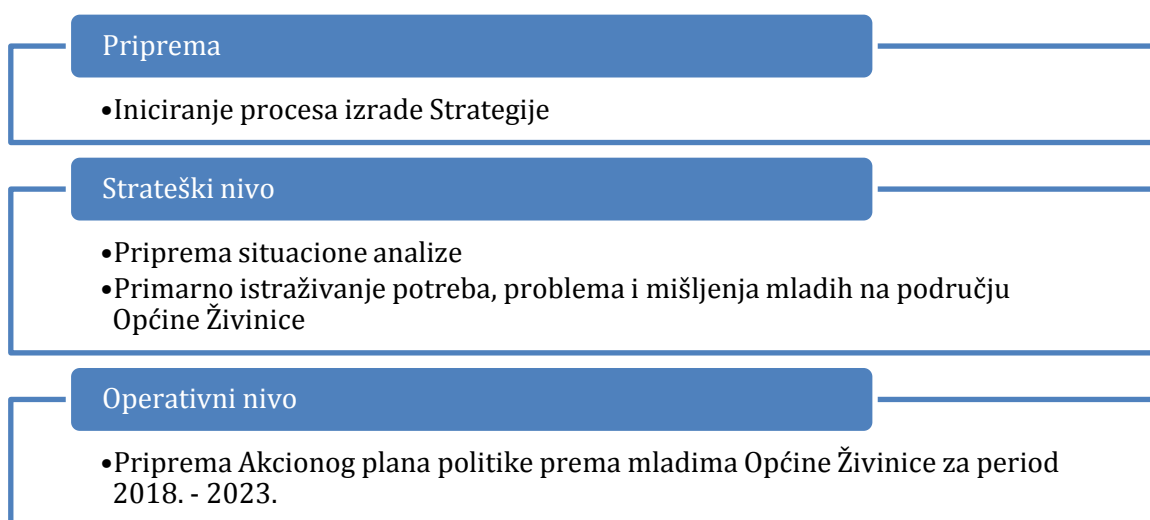 Priprema
•Iniciranje procesa izrade Strategije
Strateški nivo
•Priprema situacione analize
•Primarno istraživanje potreba, problema i mišljenja mladih na području
Općine Živinice
Operativni nivo
•Priprema Akcionog plana politike prema mladima Općine Živinice za period
2018. - 2023.